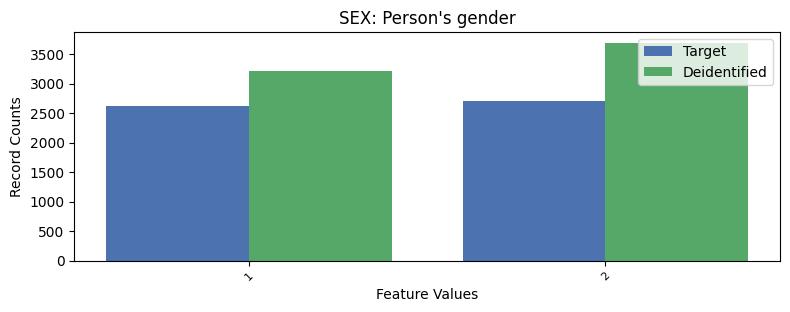 SEX: Person's gender
Target
Deidentified
Record Counts
3500
3000
2500
2000
1500
1000
500
0
1
2
Feature Values